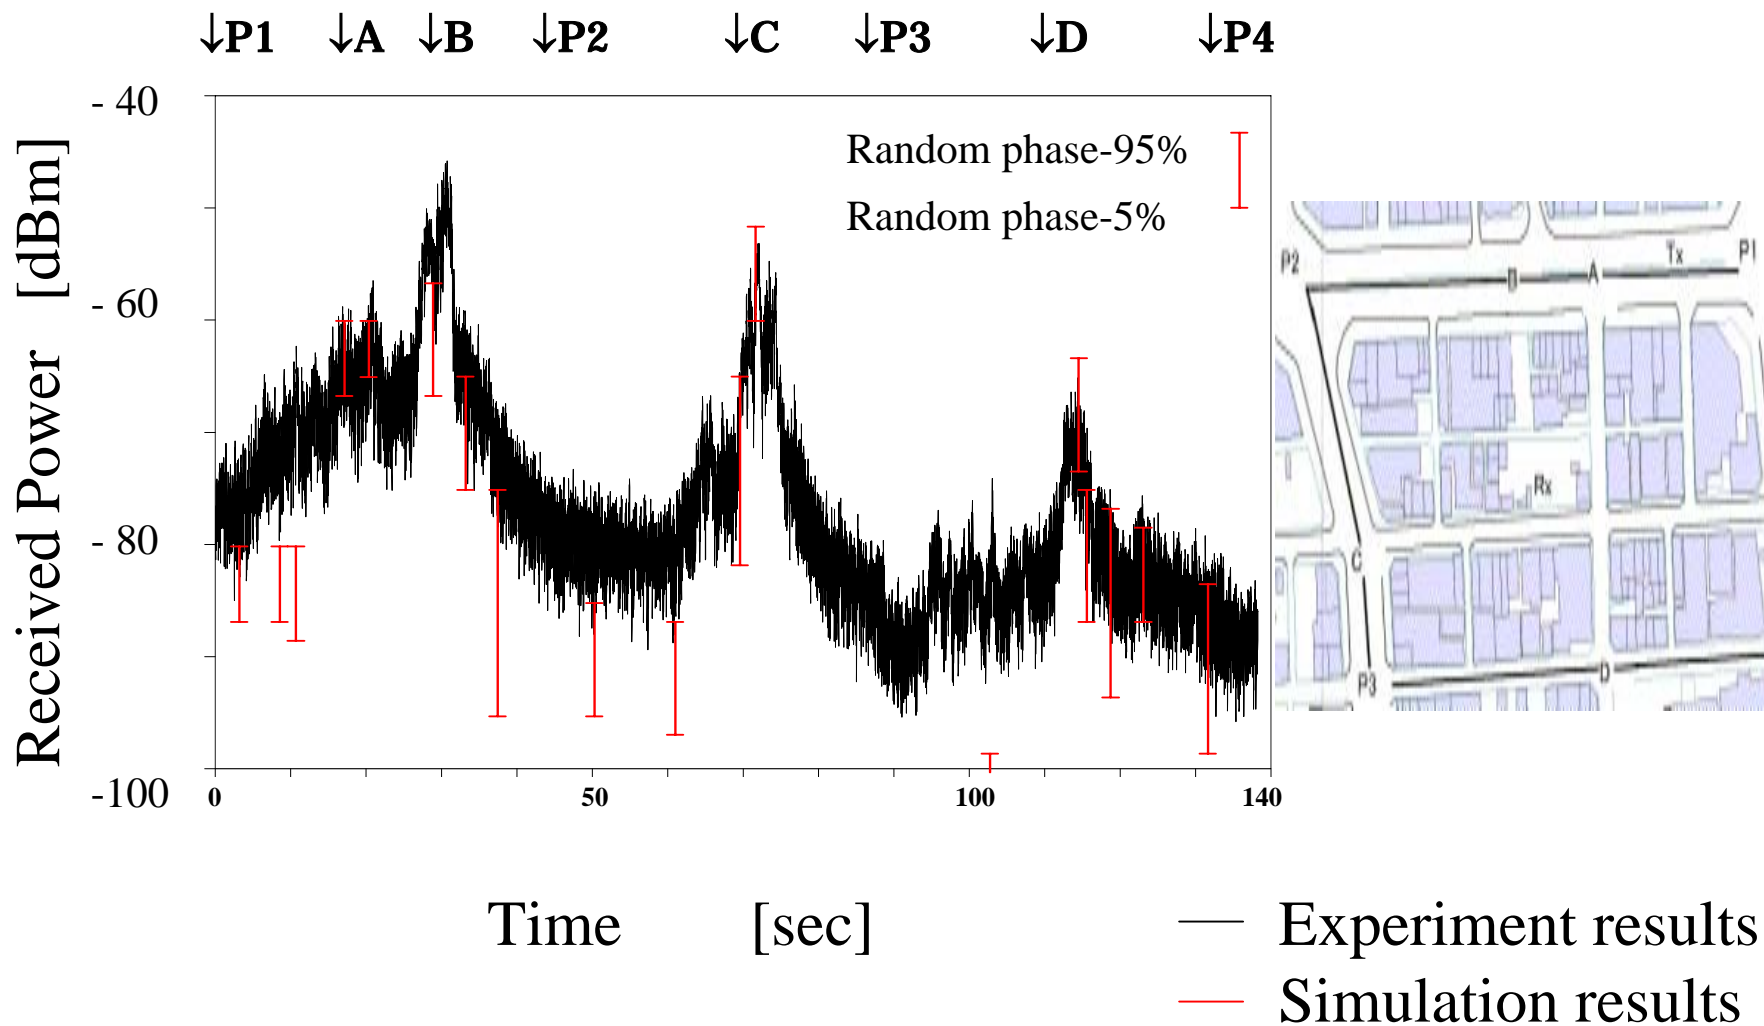 ↓P1 ↓A ↓B ↓P2 ↓C ↓P3 ↓D ↓P4
Received Power [dBm]
- 40
- 60
- 80
-100
Random phase-95%
Random phase-5%
0 50 100 140
Time [sec]
P2 B A Tx P1
Rx
C
P3 D
Experiment results
Simulation results